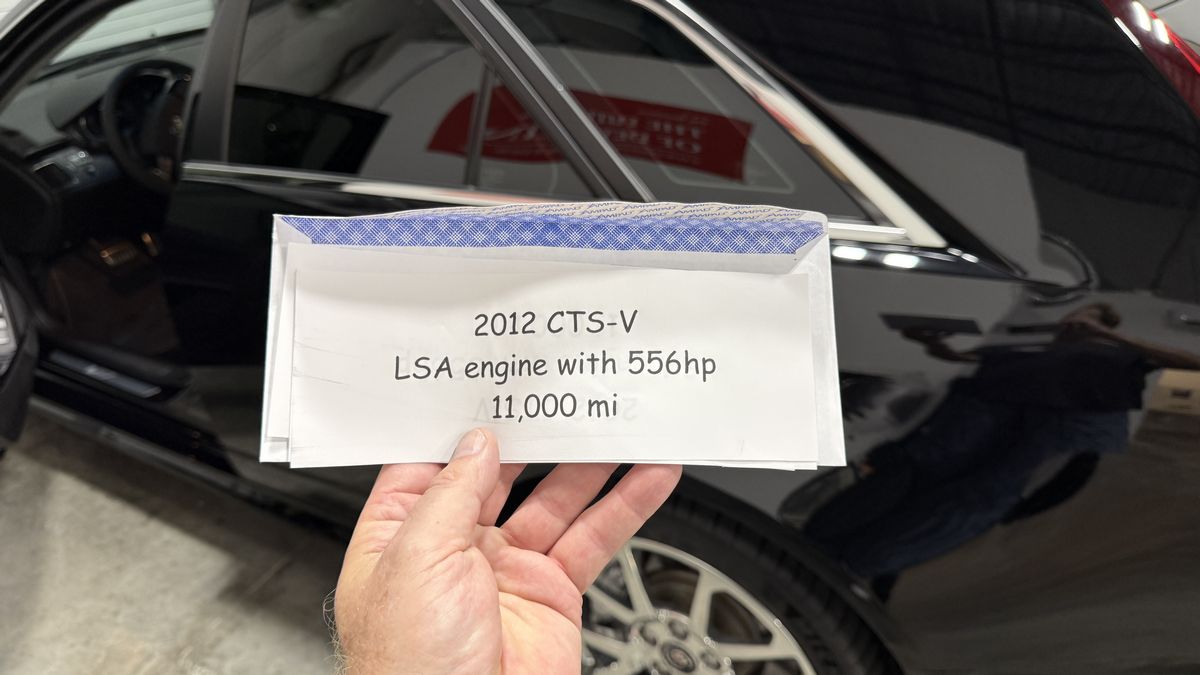 2012 CTS-V
LSA engine with 556hp
11,000 mi